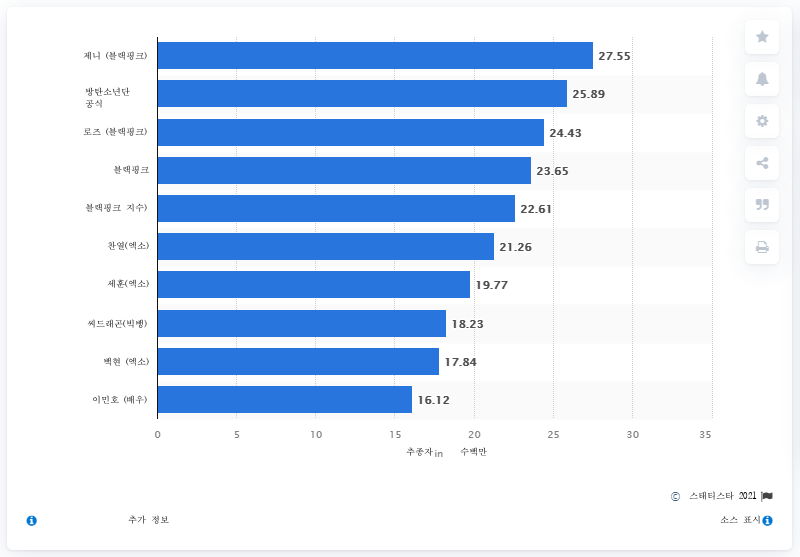 제니 (블랙핑크)
27.55
방탄소년단
공식
25.89
로즈 (블랙핑크)
24.43
블랙핑크
23.65
블랙핑크 지수)
22.61
찬열(엑소)
21.26
세훈(엑소)
19.77
씨드래곤(빅뱅)
18.23
백현 (엑소)
17.84
이민호 (배우)
16.12
0 5 10 15 20 25 30 35
추종자 in 수백만
© 스태티스타 2021
추가 정보
소스 표시